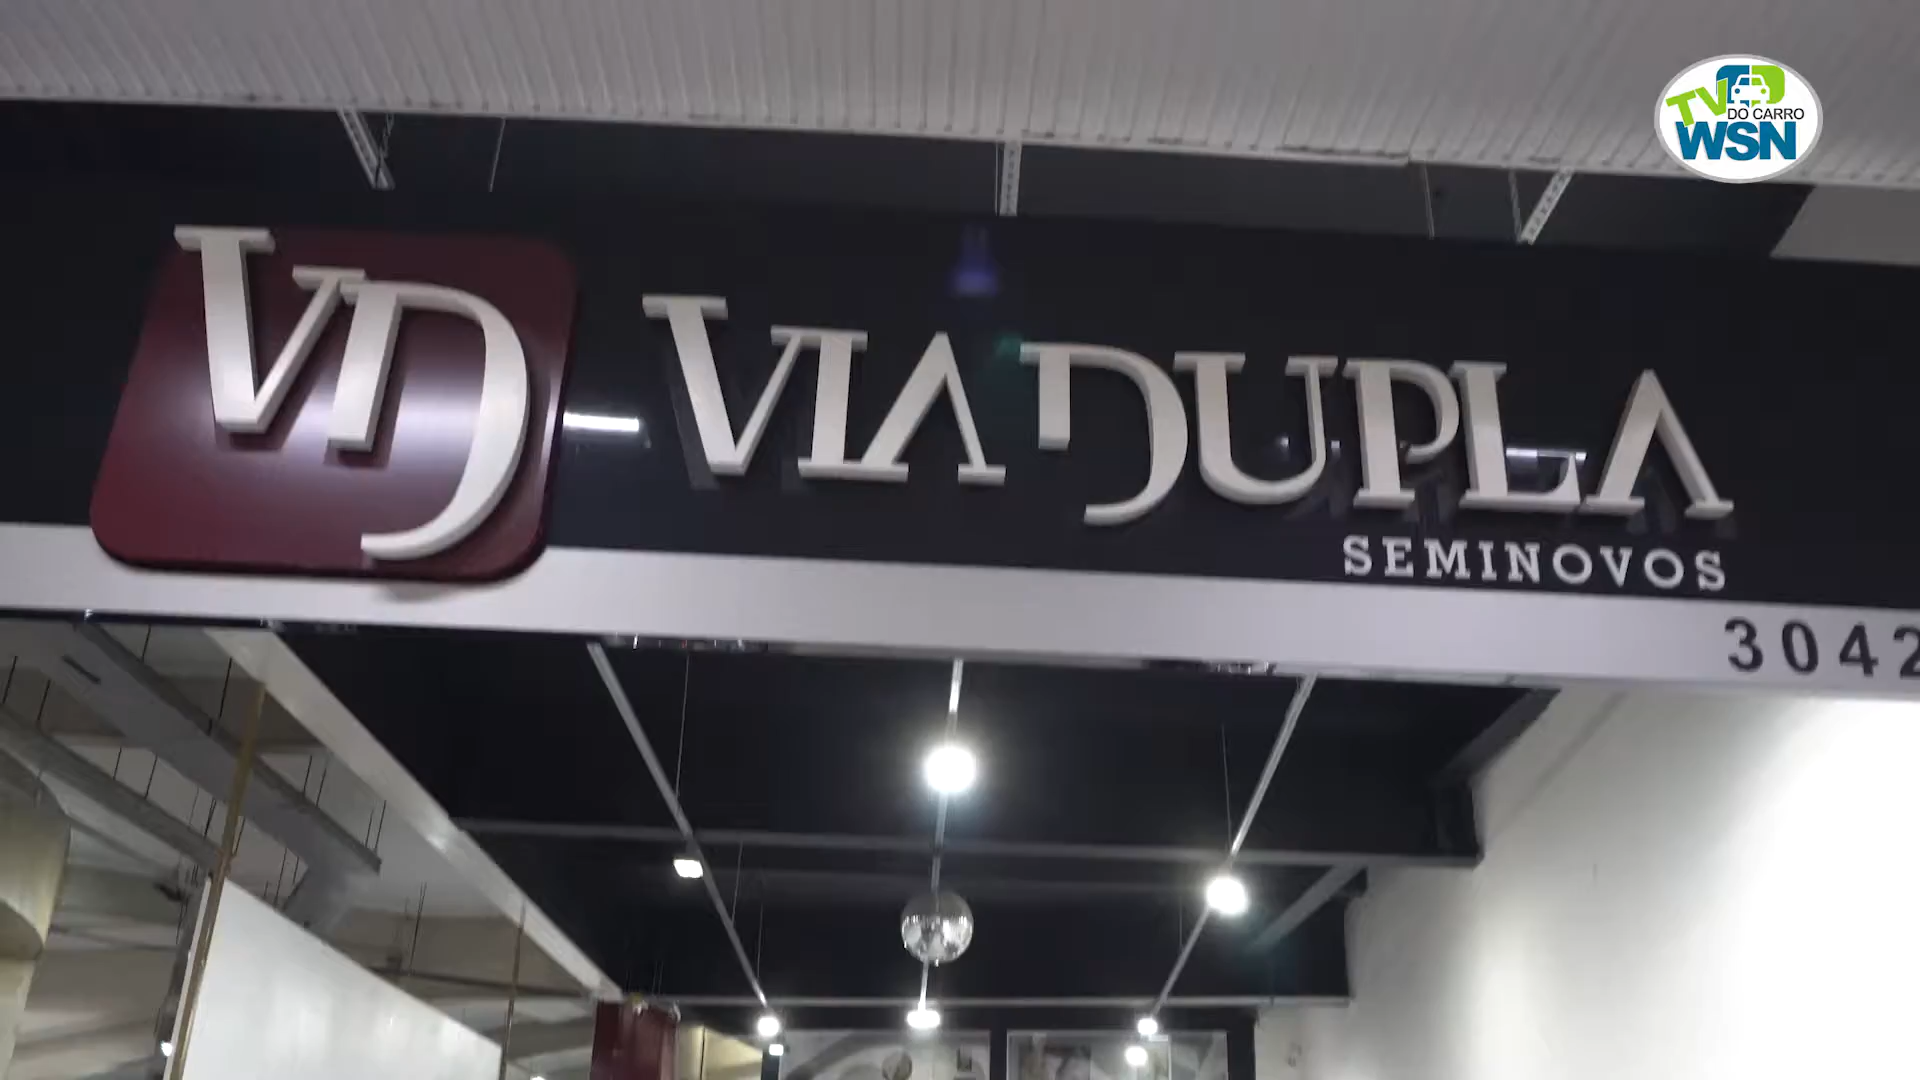 TV DO CARRO
WSN
VD VIA DUPLA
SEMINOVOS
3042